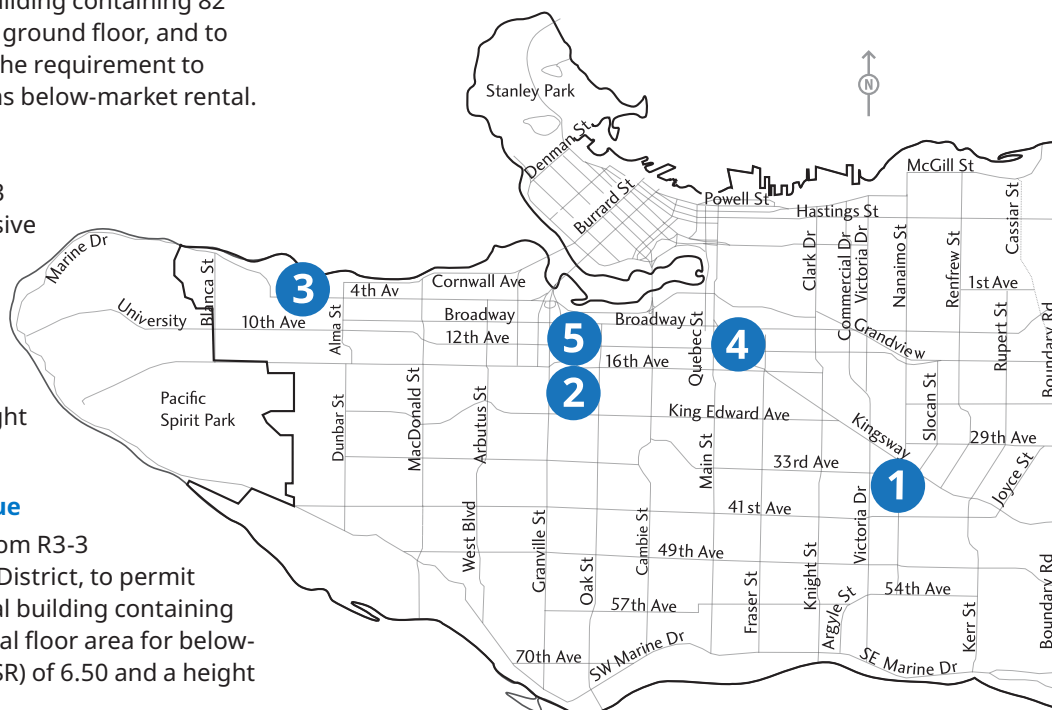 ilding containing 82
ground floor, and to
he requirement to
s below-market rental.
3
sive
ght
ue
om R3-3
District, to permit
al building containing
al floor area for below-
SR) of 6.50 and a height
Stanley Park
N
Denman St
Burrard St
McGill St
Powell St
Hastings St
Cassiar St
Marine Dr
Blanca St
University
10th Ave
3
4th Av
Alma St
Cornwall Ave
Broadway
12th Ave
5
Broadway
16th Ave
Quebec St
4
2
Clark Dr
Commercial Dr
Victoria Dr
Nanaimo St
Renfrew St
1st Ave
Rupert St
Boundary Rd
Grandview
Pacific
Spirit Park
Dunbar St
MacDonald St
Arbutus St
King Edward Ave
Main St
33rd Ave
Kingsway
Slocan St
29th Ave
Joyce St
1
41st Ave
Victoria Dr
West Blvd
Granville St
Oak St
Cambie St
49th Ave
57th Ave
Fraser St
Knight St
Argyle St
54th Ave
Kerr St
Boundary Rd
70th Ave
SW Marine Dr
SE Marine Dr